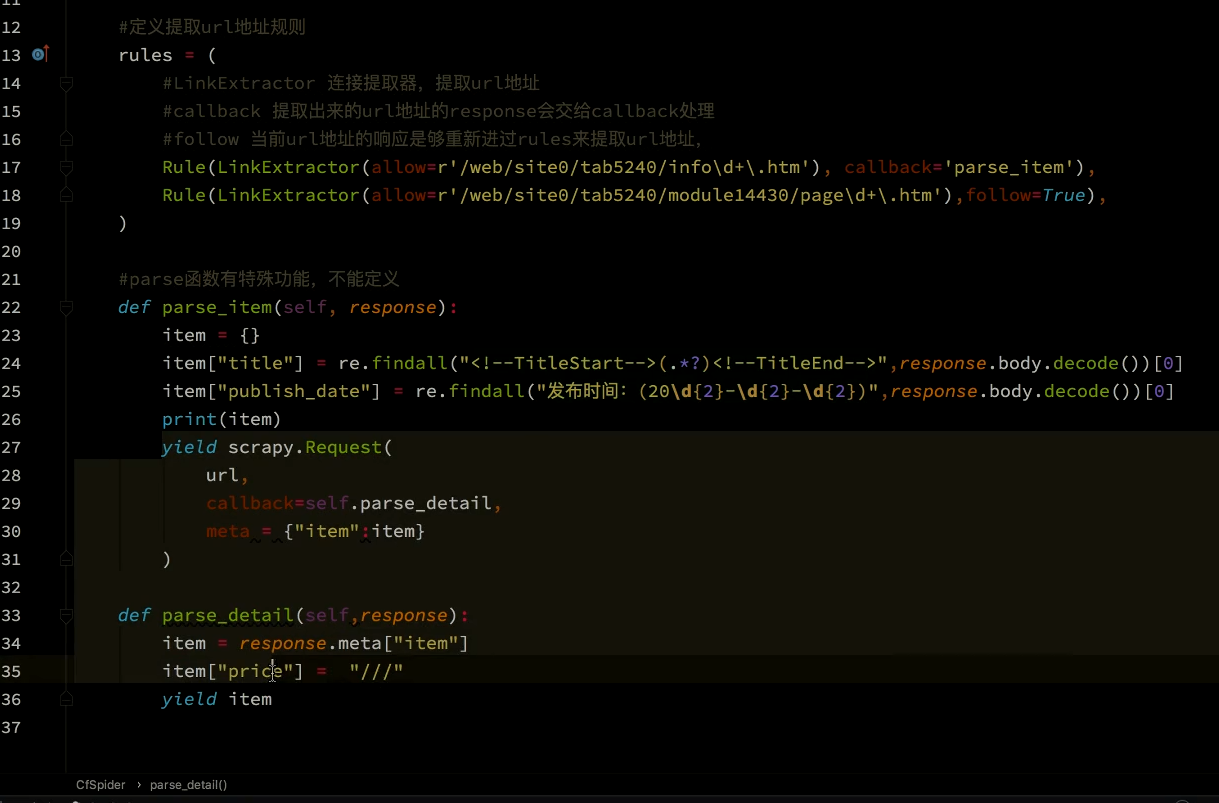 11
12 #定义提取url地址规则
13 rules = (
14 #LinkExtractor 连接提取器，提取url地址
15 #callback 提取出来的url地址的response会交给callback处理
16 #follow 当前url地址的响应是够重新进过rules来提取url地址，
17 Rule(LinkExtractor(allow=r'/web/site0/tab5240/info\d+\.htm'), callback='parse_item'),
18 Rule(LinkExtractor(allow=r'/web/site0/tab5240/module14430/page\d+\.htm'),follow=True),
19 )
20
21 #parse函数有特殊功能，不能定义
22 def parse_item(self, response):
23 item = {}
24 item["title"] = re.findall("<!--TitleStart-->(.*?)<!--TitleEnd-->",response.body.decode())[0]
25 item["publish_date"] = re.findall("发布时间：(20\d{2}-\d{2}-\d{2})",response.body.decode())[0]
26 print(item)
27 yield scrapy.Request(
28 url,
29 callback=self.parse_detail,
30 meta = {"item":item}
31 )
32
33 def parse_detail(self,response):
34 item = response.meta["item"]
35 item["price"] =  "///"
36 yield item
37
CfSpider › parse_detail()